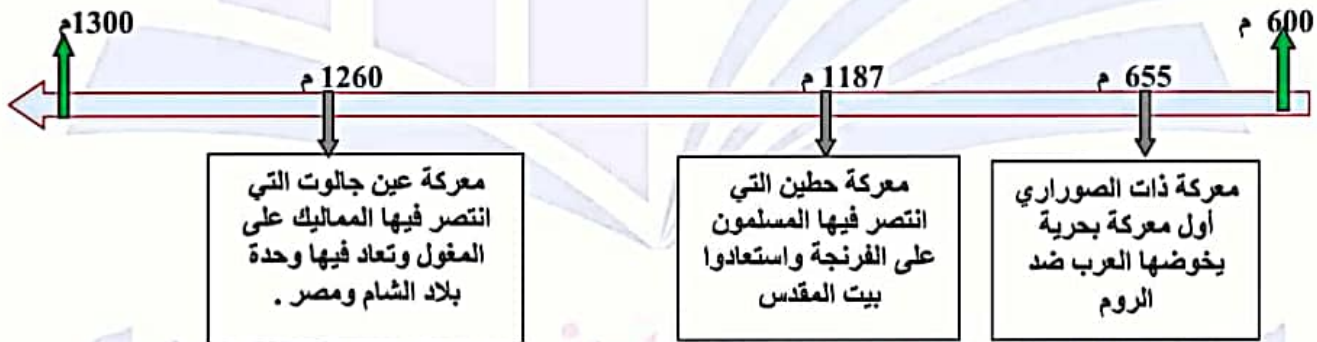 600 م
1300م
655 م
1187 م
1260 م
معركة ذات الصوراري
أول معركة بحرية
يخوضها العرب ضد
الروم
معركة حطين التي
انتصر فيها المسلمون
على الفرنجة واستعادوا
بيت المقدس
معركة عين جالوت التي
انتصر فيها المماليك على
المغول وتعاد فيها وحدة
بلاد الشام ومصر .